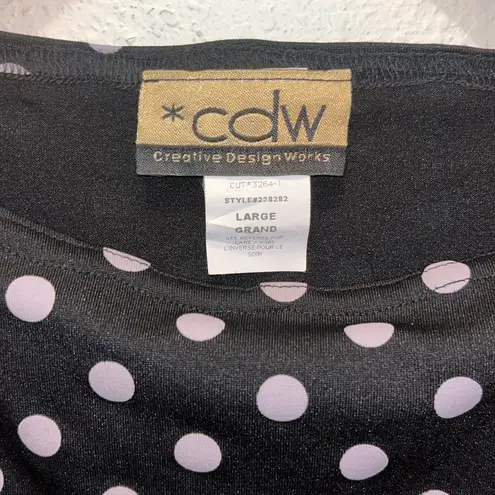 *cdw
Creative Design Works
CUT#3264-1
STYLE#238282
LARGE
GRAND
SEE REVERSE FOR
CARE / VOIR
L'INVERSE POUR LE
SOIN